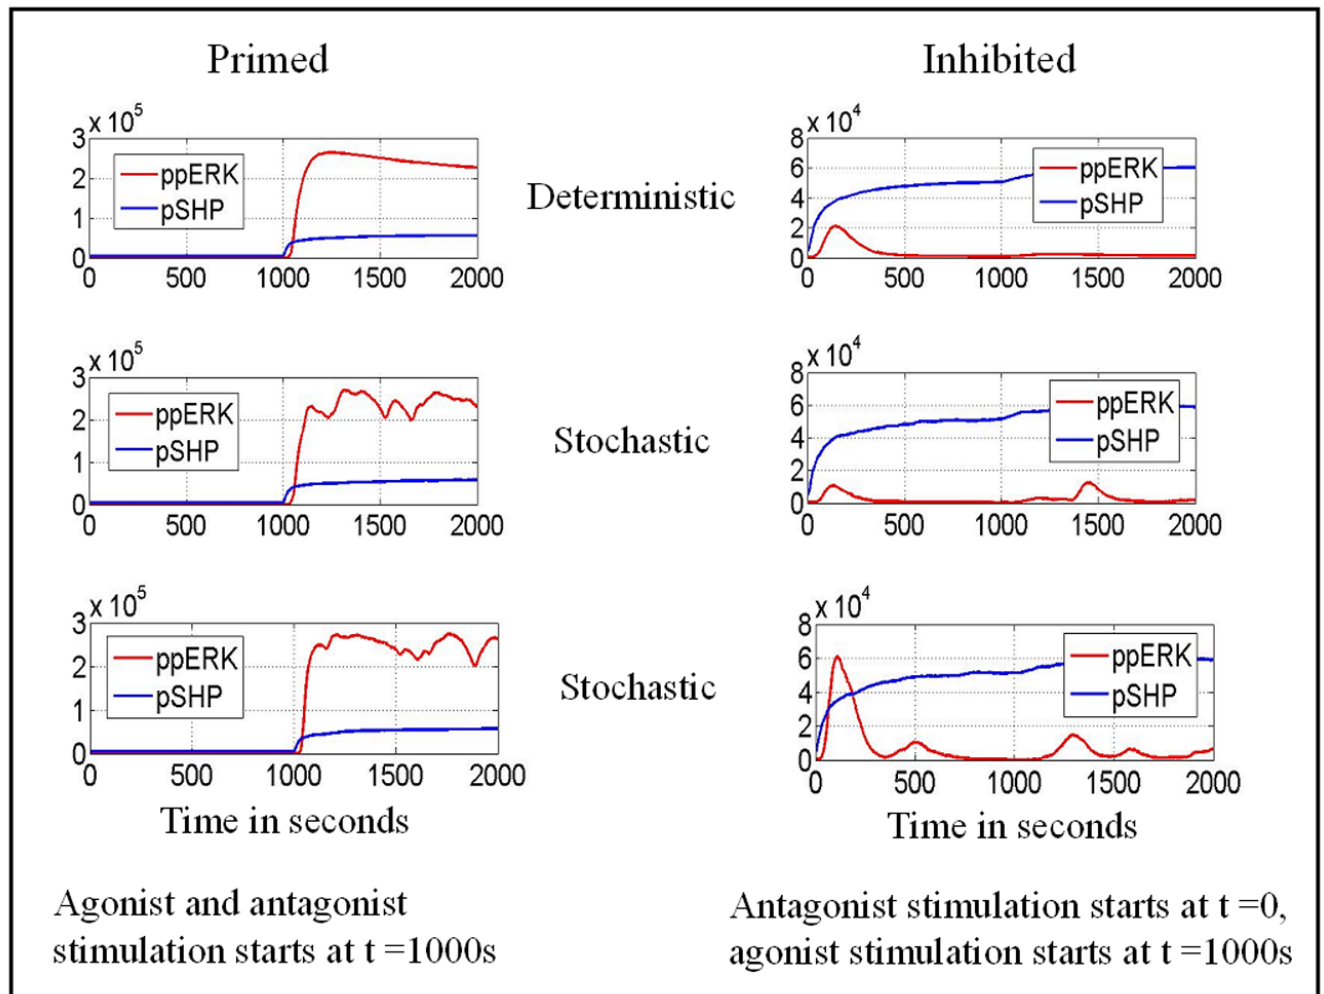 Primed
Inhibited
x 10^5
3
2
1
0
ppERK
pSHP
0 500 1000 1500 2000
Deterministic
x 10^4
8
6
4
2
0
ppERK
pSHP
0 500 1000 1500 2000
x 10^5
3
2
1
0
ppERK
pSHP
0 500 1000 1500 2000
Stochastic
x 10^4
8
6
4
2
0
ppERK
pSHP
0 500 1000 1500 2000
x 10^5
3
2
1
0
ppERK
pSHP
0 500 1000 1500 2000
Time in seconds
Stochastic
x 10^4
8
6
4
2
0
ppERK
pSHP
0 500 1000 1500 2000
Time in seconds
Agonist and antagonist
stimulation starts at t =1000s
Antagonist stimulation starts at t =0,
agonist stimulation starts at t =1000s